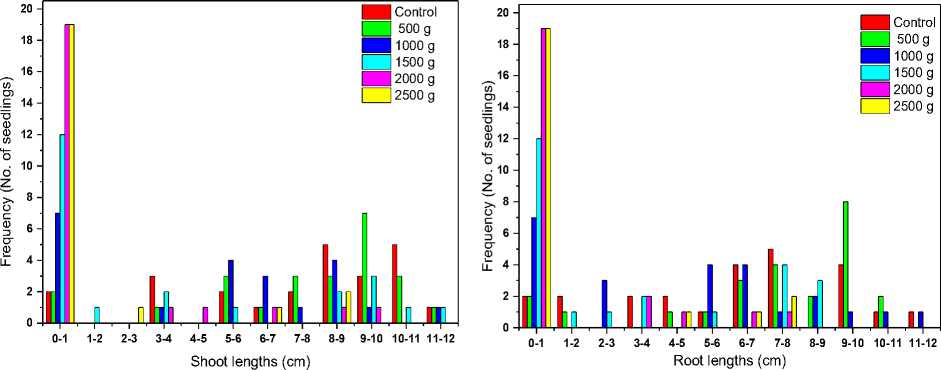 20
18
16
14
12
10
8
6
4
2
0
Frequency (No. of seedlings)
Control
500 g
1000 g
1500 g
2000 g
2500 g
0-1 1-2 2-3 3-4 4-5 5-6 6-7 7-8 8-9 9-10 10-11 11-12
Shoot lengths (cm)
20
18
16
14
12
10
8
6
4
2
0
Frequency (No. of seedlings)
Control
500 g
1000 g
1500 g
2000 g
2500 g
0-1 1-2 2-3 3-4 4-5 5-6 6-7 7-8 8-9 9-10 10-11 11-12
Root lengths (cm)